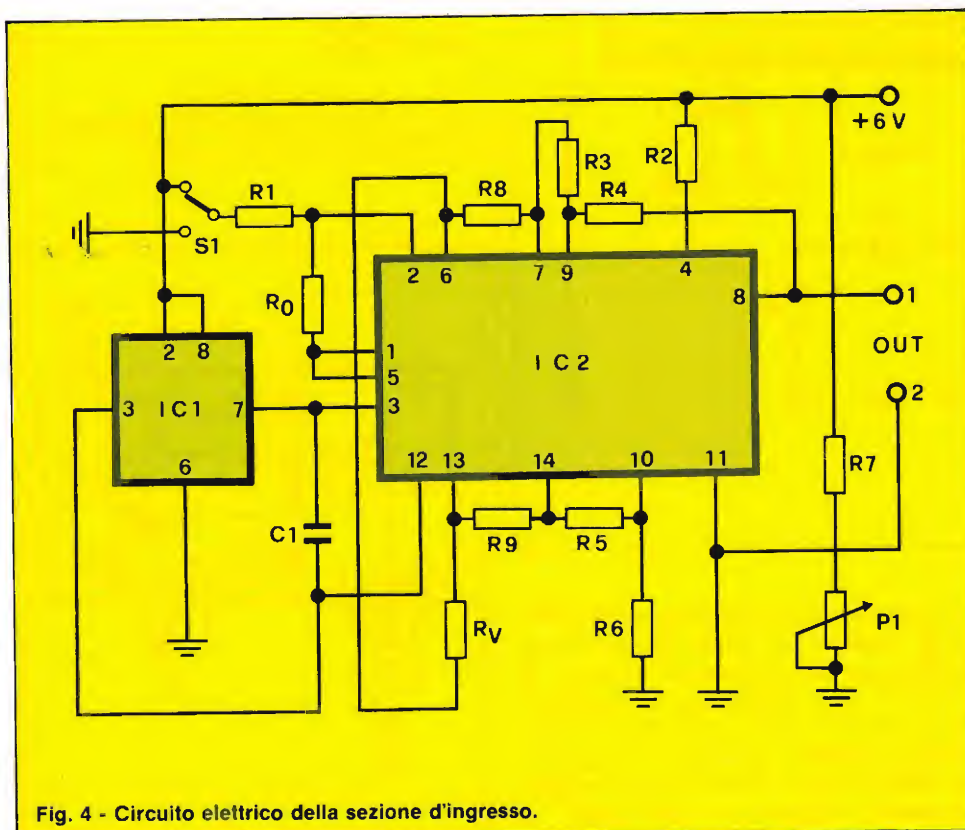 +6V
R3
R2
R1
R8
R4
S1
2
6
7
9
4
8
1
R0
OUT
2
8
1
5
IC2
2
3
IC1
7
3
6
12
13
14
10
11
R7
C1
R9
R5
RV
R6
P1
Fig. 4 - Circuito elettrico della sezione d'ingresso.